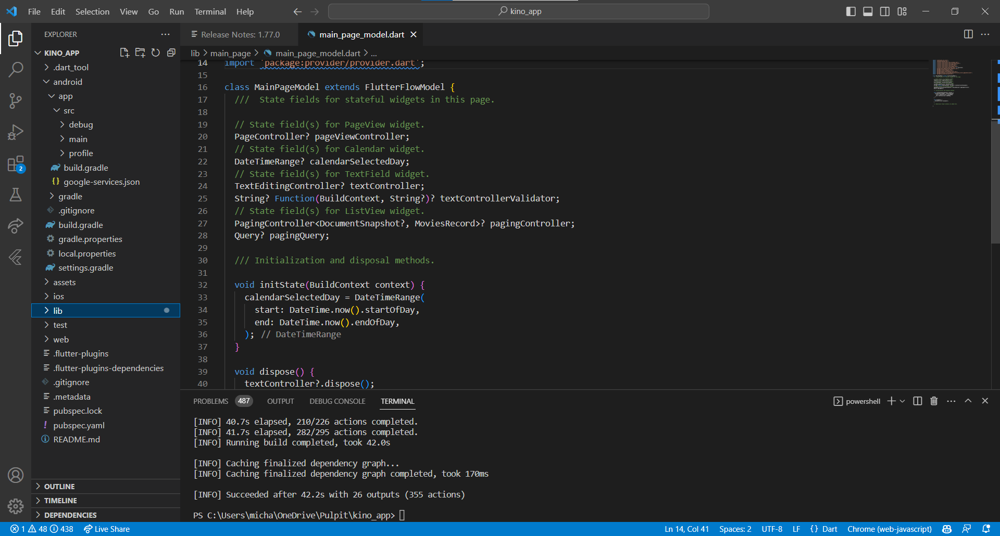 File Edit Selection View Go Run Terminal Help
kino_app
EXPLORER
KINO_APP
.dart_tool
android
app
src
debug
main
profile
build.gradle
google-services.json
gradle
.gitignore
build.gradle
gradle.properties
local.properties
settings.gradle
assets
ios
lib
test
web
.flutter-plugins
.flutter-plugins-dependencies
.gitignore
.metadata
pubspec.lock
pubspec.yaml
README.md
OUTLINE
TIMELINE
DEPENDENCIES
2
Release Notes: 1.77.0
main_page_model.dart
lib > main_page > main_page_model.dart > ...
14 import 'package:provider/provider.dart';
15
16 class MainPageModel extends FlutterFlowModel {
17 /// State fields for stateful widgets in this page.
18
19 // State field(s) for PageView widget.
20 PageController? pageViewController;
21 // State field(s) for Calendar widget.
22 DateTimeRange? calendarSelectedDay;
23 // State field(s) for TextField widget.
24 TextEditingController? textController;
25 String? Function(BuildContext, String?)? textControllerValidator;
26 // State field(s) for ListView widget.
27 PagingController<DocumentSnapshot?, MoviesRecord>? pagingController;
28 Query? pagingQuery;
29
30 /// Initialization and disposal methods.
31
32 void initState(BuildContext context) {
33 calendarSelectedDay = DateTimeRange(
34 start: DateTime.now().startOfDay,
35 end: DateTime.now().endOfDay,
36 ); // DateTimeRange
37 }
38
39 void dispose() {
40 textController?.dispose();
PROBLEMS 487 OUTPUT DEBUG CONSOLE TERMINAL
powershell
[INFO] 40.7s elapsed, 210/226 actions completed.
[INFO] 41.7s elapsed, 282/295 actions completed.
[INFO] Running build completed, took 42.0s
[INFO] Caching finalized dependency graph...
[INFO] Caching finalized dependency graph completed, took 170ms
[INFO] Succeeded after 42.2s with 26 outputs (355 actions)
PS C:\Users\micha\OneDrive\Pulpit\kino_app>
1 48 438 Live Share
Ln 14, Col 41 Spaces: 2 UTF-8 LF {} Dart Chrome (web-javascript)